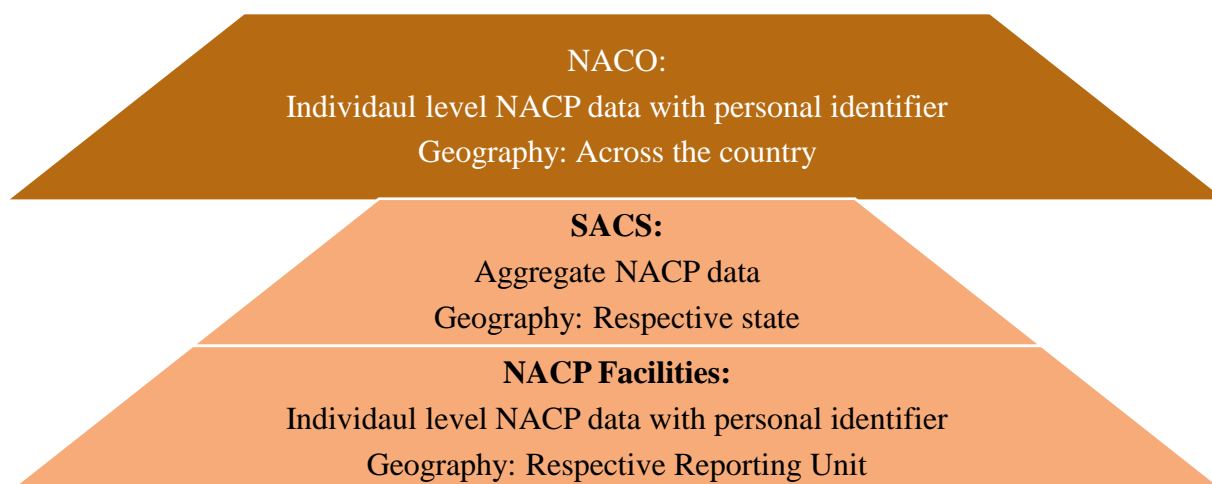 NACO:
Individaul level NACP data with personal identifier
Geography: Across the country
SACS:
Aggregate NACP data
Geography: Respective state
NACP Facilities:
Individaul level NACP data with personal identifier
Geography: Respective Reporting Unit